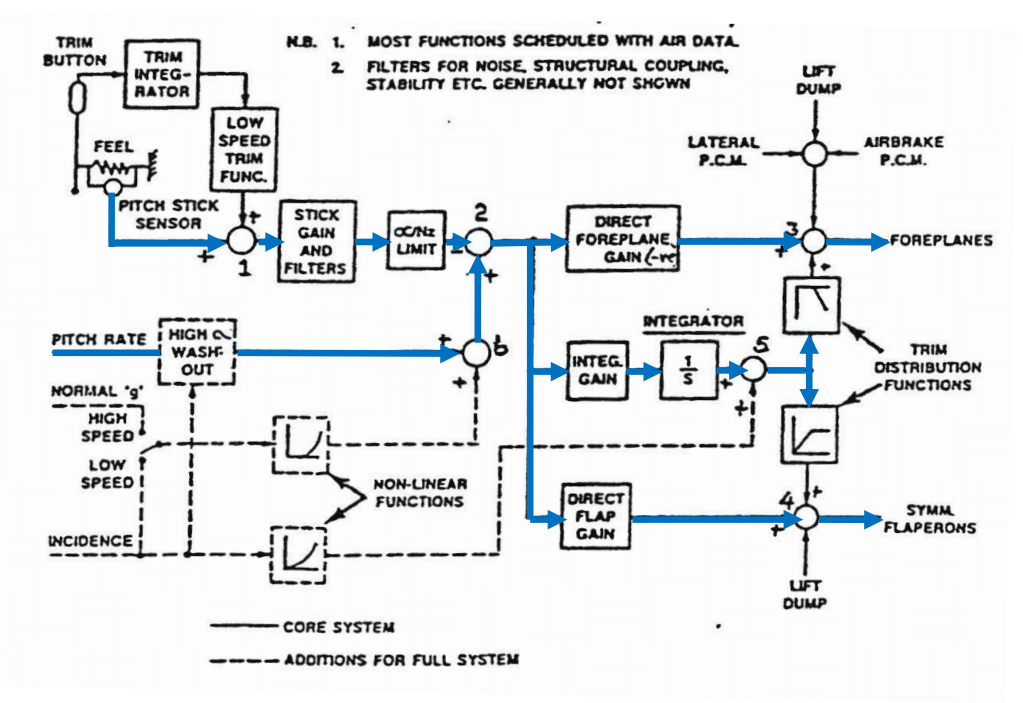 N.B. 1. MOST FUNCTIONS SCHEDULED WITH AIR DATA
2. FILTERS FOR NOISE, STRUCTURAL COUPLING,
STABILITY ETC. GENERALLY NOT SHOWN
TRIM
BUTTON
TRIM
INTEG-
RATOR
LOW
SPEED
TRIM
FUNC.
FEEL
PITCH STICK
SENSOR
+
+
1
STICK
GAIN
AND
FILTERS
∝/Nz
LIMIT
2
-
+
DIRECT
FOREPLANE
GAIN (-ve)
LIFT
DUMP
LATERAL
P.C.M.
AIRBRAKE
P.C.M.
3
+
+
FOREPLANES
PITCH RATE
HIGH ∝
WASH-
OUT
+
+
6
INTEGRATOR
INTEG.
GAIN
1
S
5
+
+
TRIM
DISTRIBUTION
FUNCTIONS
NORMAL "g"
HIGH
SPEED
LOW
SPEED
INCIDENCE
NON-LINEAR
FUNCTIONS
DIRECT
FLAP
GAIN
4
+
+
SYMM.
FLAPERONS
LIFT
DUMP
CORE SYSTEM
ADDITIONS FOR FULL SYSTEM